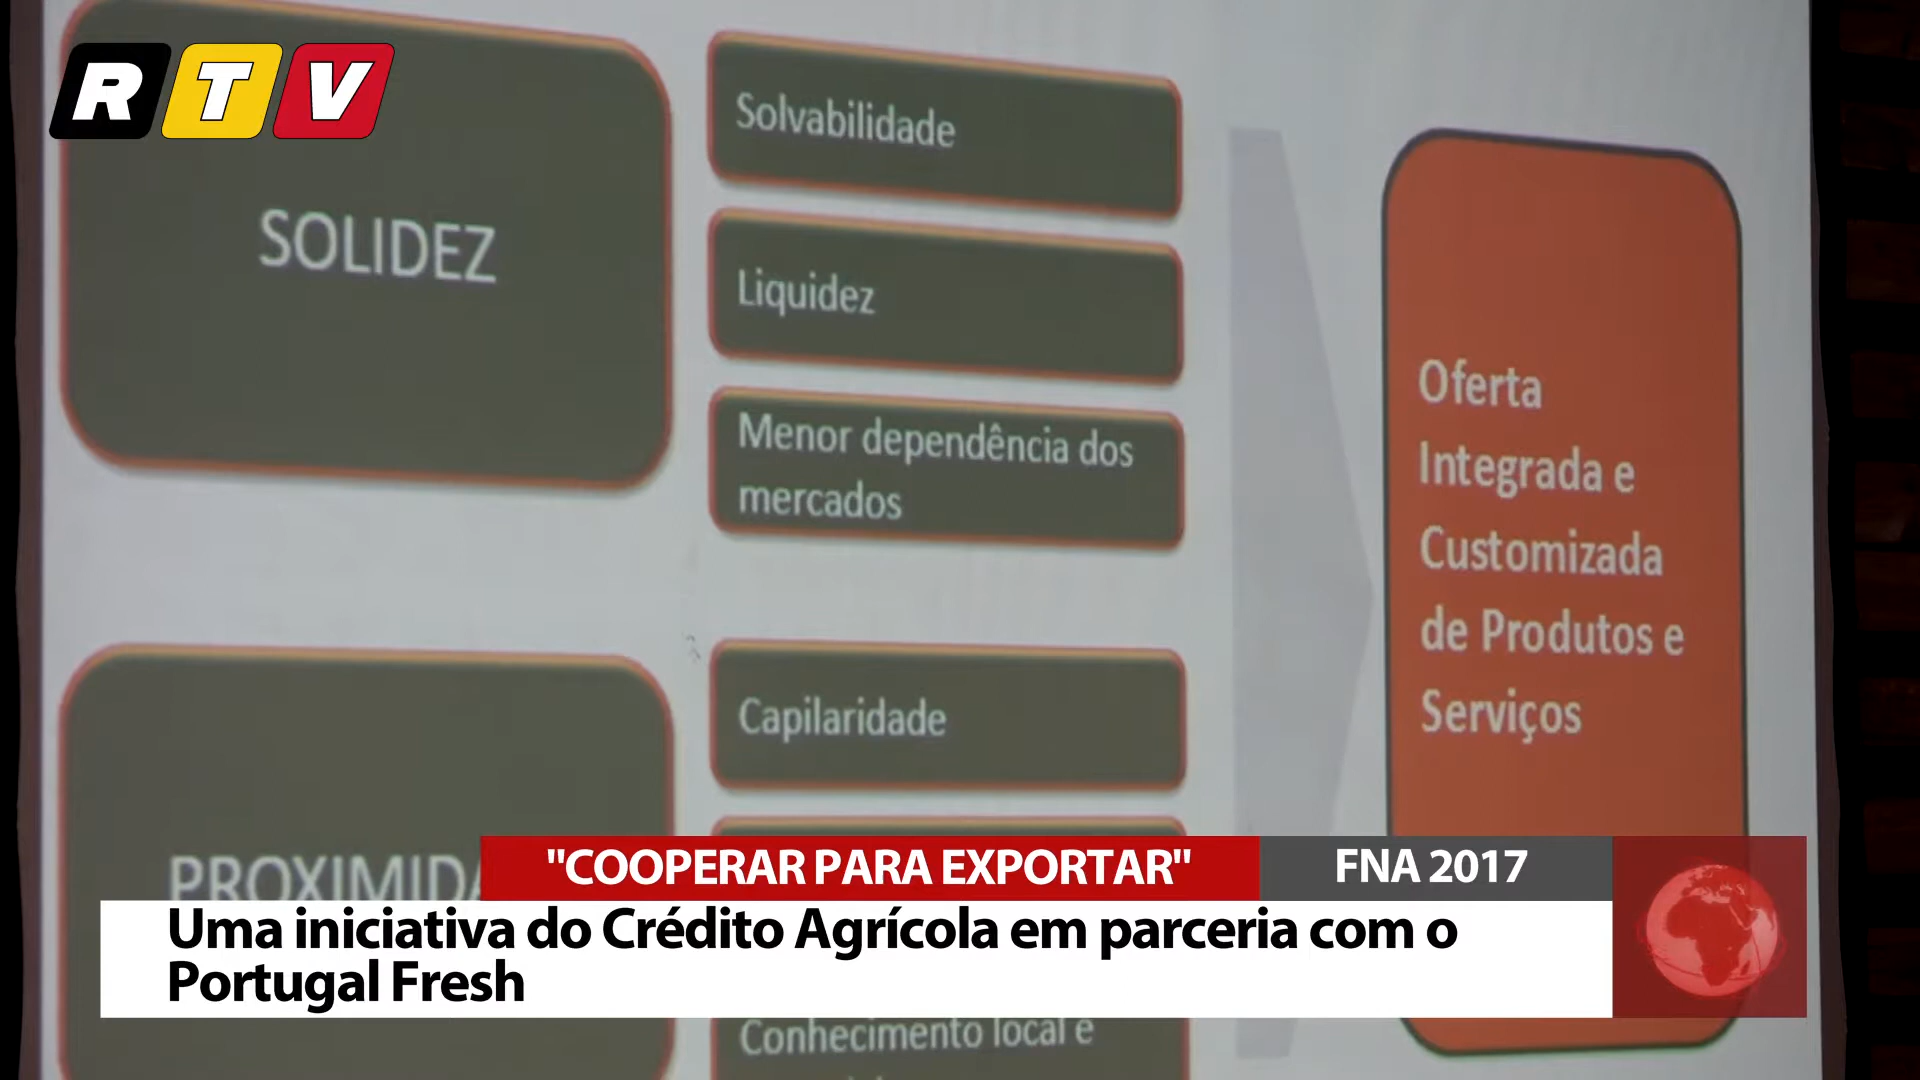 RTV
SOLIDEZ
Solvabilidade
Liquidez
Menor dependência dos
mercados
Oferta
Integrada e
Customizada
de Produtos e
Serviços
Capilaridade
PROXIMIDA
"COOPERAR PARA EXPORTAR"
FNA 2017
Uma iniciativa do Crédito Agrícola em parceria com o
Portugal Fresh
Conhecimento local e